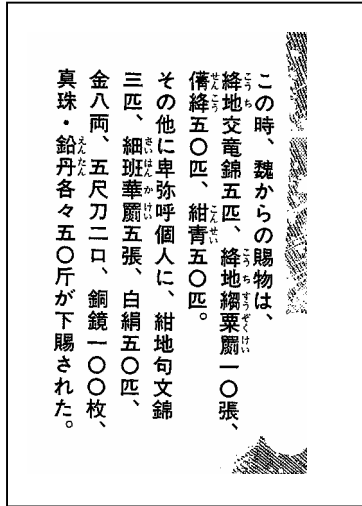 この時、魏からの賜物は、
絳地交竜錦五匹、絳地縐粟罽一〇張、
蒨絳五〇匹、紺青五〇匹。
その他に卑弥呼個人に、紺地句文錦
三匹、細班華罽五張、白絹五〇匹、
金八両、五尺刀二口、銅鏡一〇〇枚、
真珠・鉛丹各々五〇斤が下賜された。